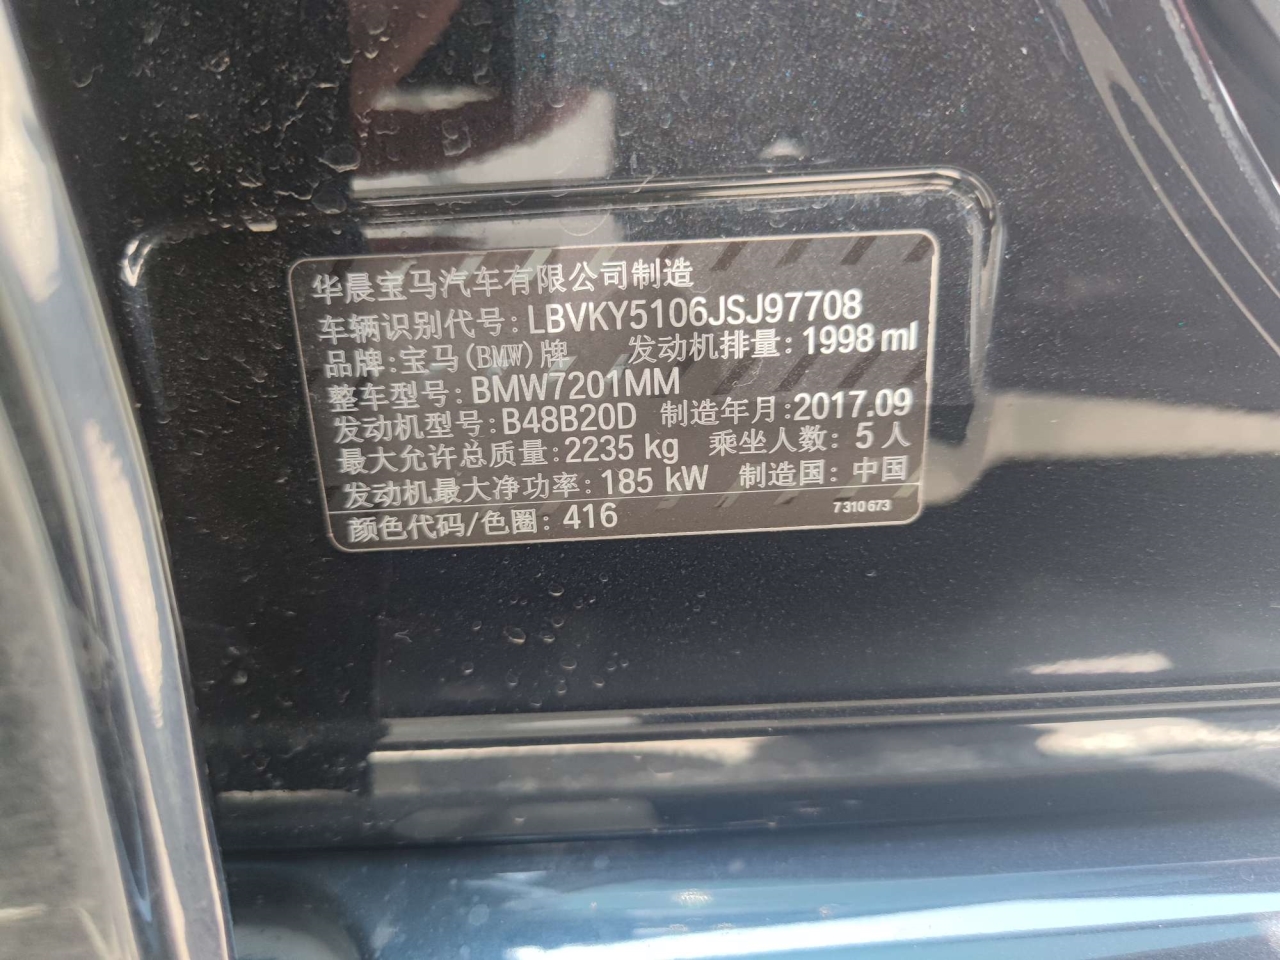 华晨宝马汽车有限公司制造
车辆识别代号: LBVKY5106JSJ97708
品牌: 宝马(BMW)牌 发动机排量: 1998 ml
整车型号: BMW7201MM
发动机型号: B48B20D 制造年月: 2017.09
最大允许总质量: 2235 kg 乘坐人数: 5 人
发动机最大净功率: 185 kW 制造国: 中国
颜色代码/色圈: 416 7310673